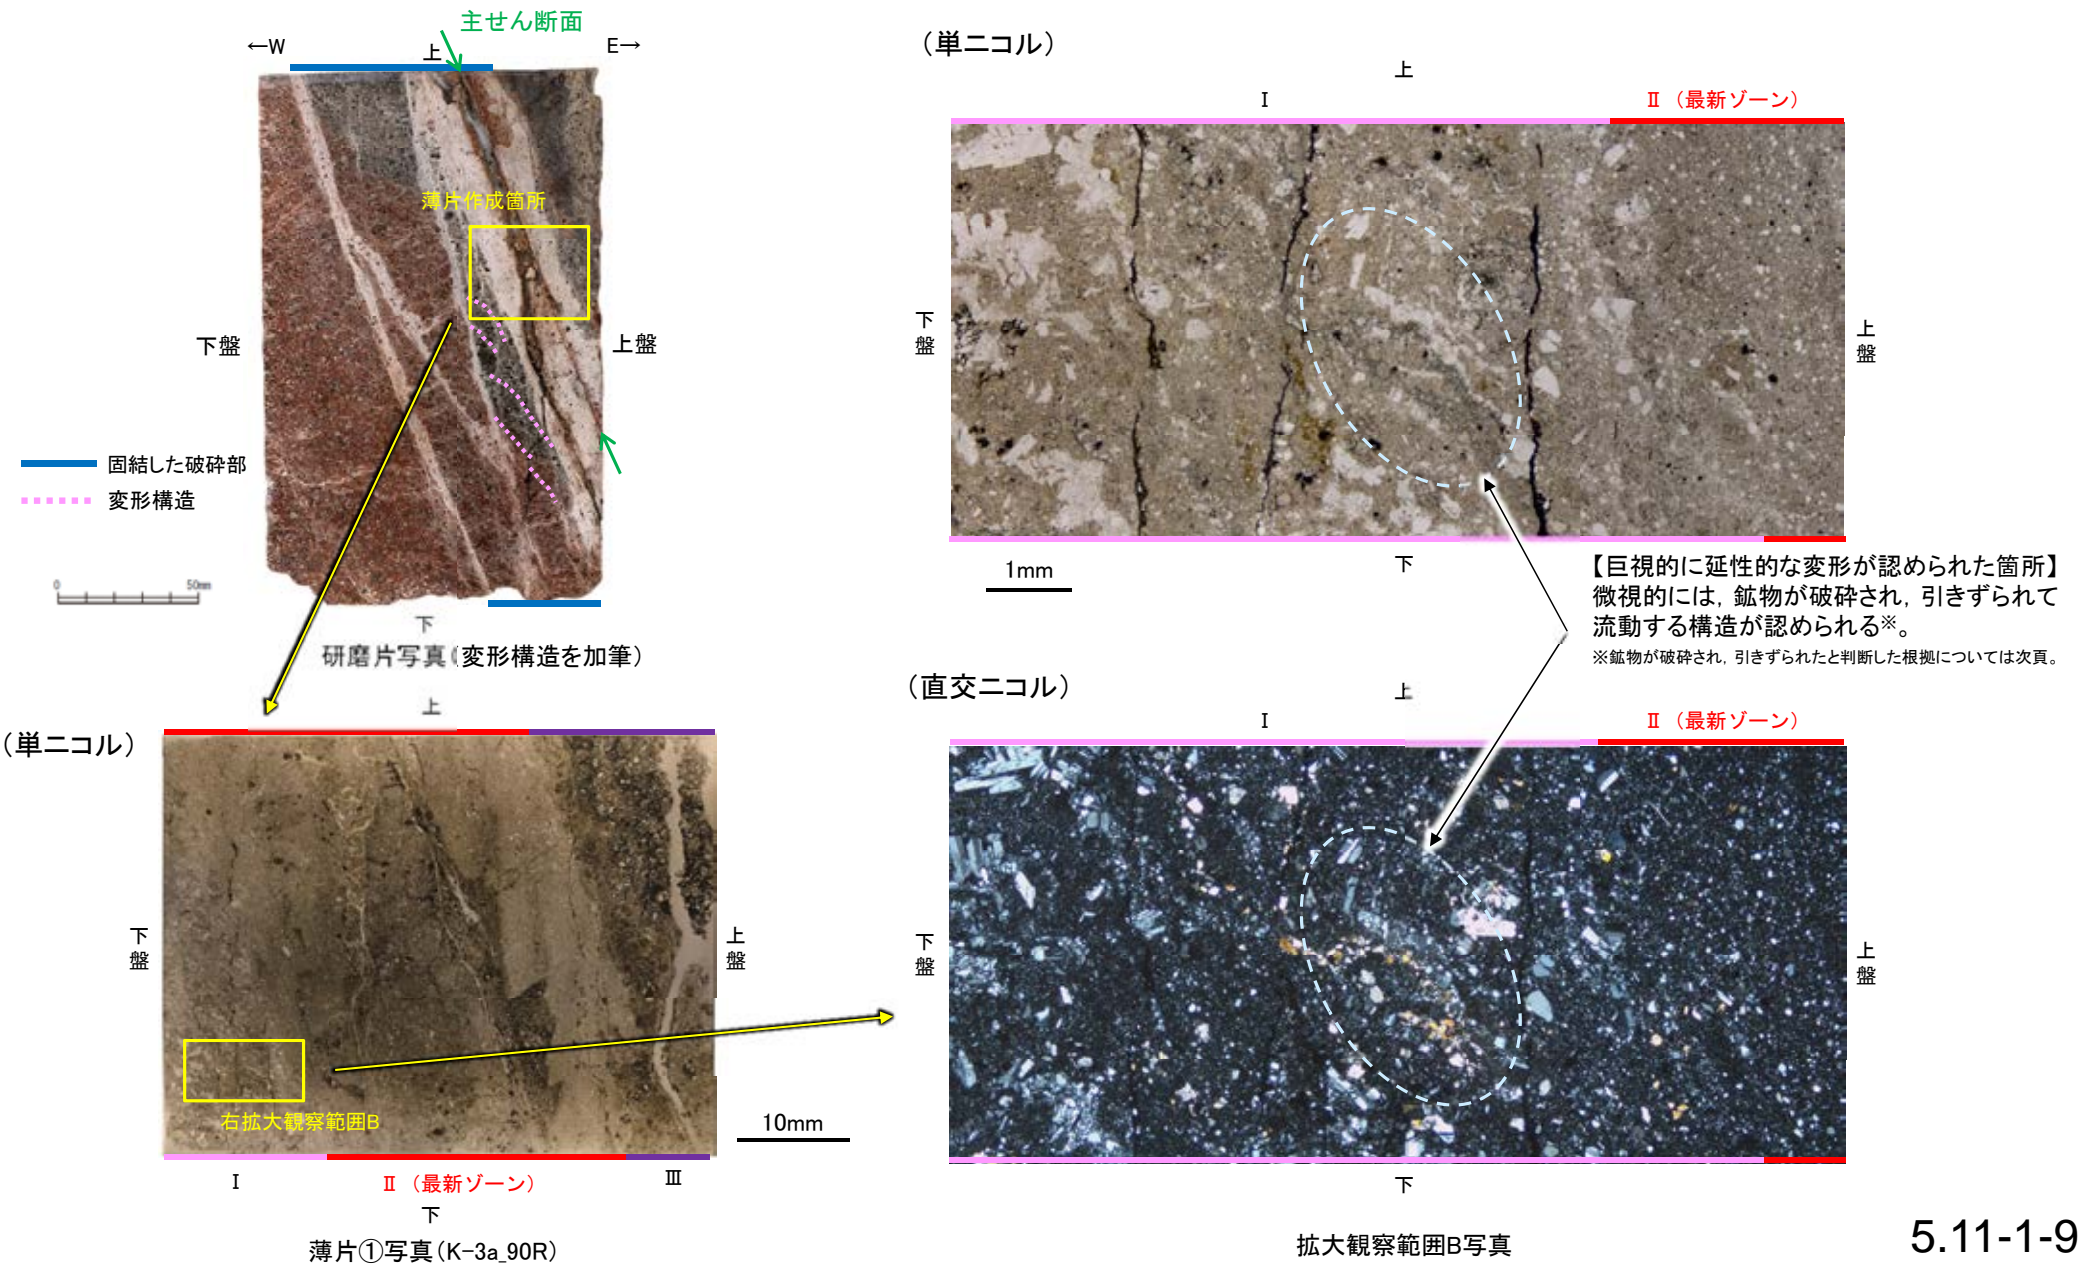 主せん断面
←W
上
E→
薄片作成箇所
下盤
上盤
固結した破砕部
変形構造
0
50mm
下
研磨片写真(変形構造を加筆)
上
(単ニコル)
下盤
上盤
右拡大観察範囲B
10mm
Ⅰ
Ⅱ (最新ゾーン)
Ⅲ
下
薄片①写真(K-3a_90R)
(単ニコル)
上
Ⅰ
Ⅱ (最新ゾーン)
下盤
上盤
1mm
下
【巨視的に延性的な変形が認められた箇所】
微視的には, 鉱物が破砕され, 引きずられて
流動する構造が認められる※。
※鉱物が破砕され, 引きずられたと判断した根拠については次頁。
(直交ニコル)
上
Ⅰ
Ⅱ (最新ゾーン)
下盤
上盤
下
拡大観察範囲B写真
5.11-1-9